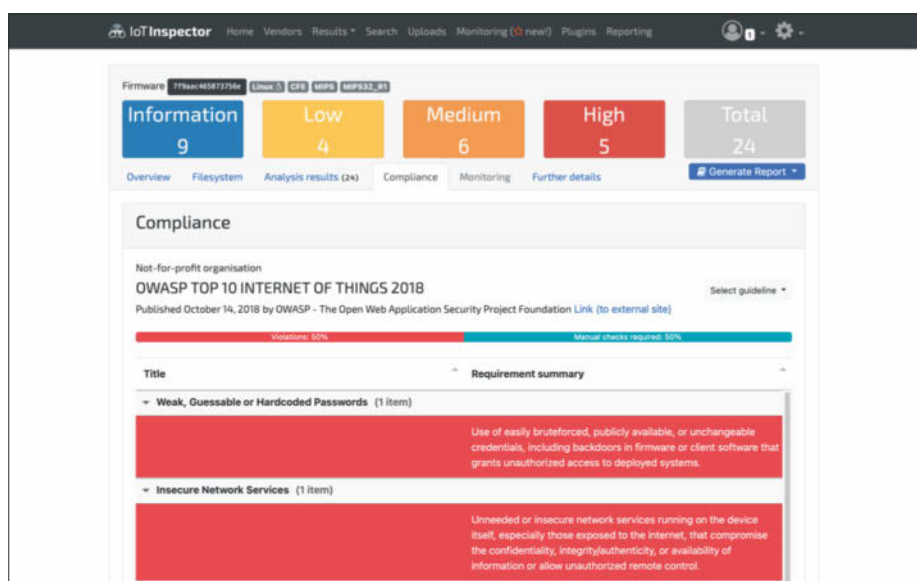 IoT Inspector Home Vendors Results Search Uploads Monitoring (☆ new!) Plugins Reporting
Firmware 7f9aac465873756e Linux CFE MIPS MIPS32_R1
Information Low Medium High Total
9 4 6 5 24
Overview Filesystem Analysis results (24) Compliance Monitoring Further details Generate Report
Compliance
Not-for-profit organisation
OWASP TOP 10 INTERNET OF THINGS 2018
Select guideline
Published October 14, 2018 by OWASP - The Open Web Application Security Project Foundation Link (to external site)
Violations: 50% Manual checks required: 50%
Title Requirement summary
Weak, Guessable or Hardcoded Passwords (1 item)
Use of easily bruteforced, publicly available, or unchangeable
credentials, including backdoors in firmware or client software that
grants unauthorized access to deployed systems.
Insecure Network Services (1 item)
Unneeded or insecure network services running on the device
itself, especially those exposed to the internet, that compromise
the confidentiality, integrity/authenticity, or availability of
information or allow unauthorized remote control.